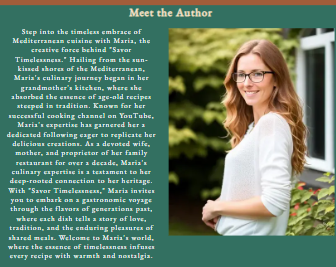 Meet the Author
Step into the timeless embrace of
Mediterranean cuisine with Maria, the
creative force behind "Savor
Timelessness." Hailing from the sun-
kissed shores of the Mediterranean,
Maria's culinary journey began in her
grandmother's kitchen, where she
absorbed the essence of age-old recipes
steeped in tradition. Known for her
successful cooking channel on YouTube,
Maria's expertise has garnered her a
dedicated following eager to replicate her
delicious creations. As a devoted wife,
mother, and proprietor of her family
restaurant for over a decade, Maria's
culinary expertise is a testament to her
deep-rooted connection to her heritage.
With "Savor Timelessness," Maria invites
you to embark on a gastronomic voyage
through the flavors of generations past,
where each dish tells a story of love,
tradition, and the enduring pleasures of
shared meals. Welcome to Maria's world,
where the essence of timelessness infuses
every recipe with warmth and nostalgia.